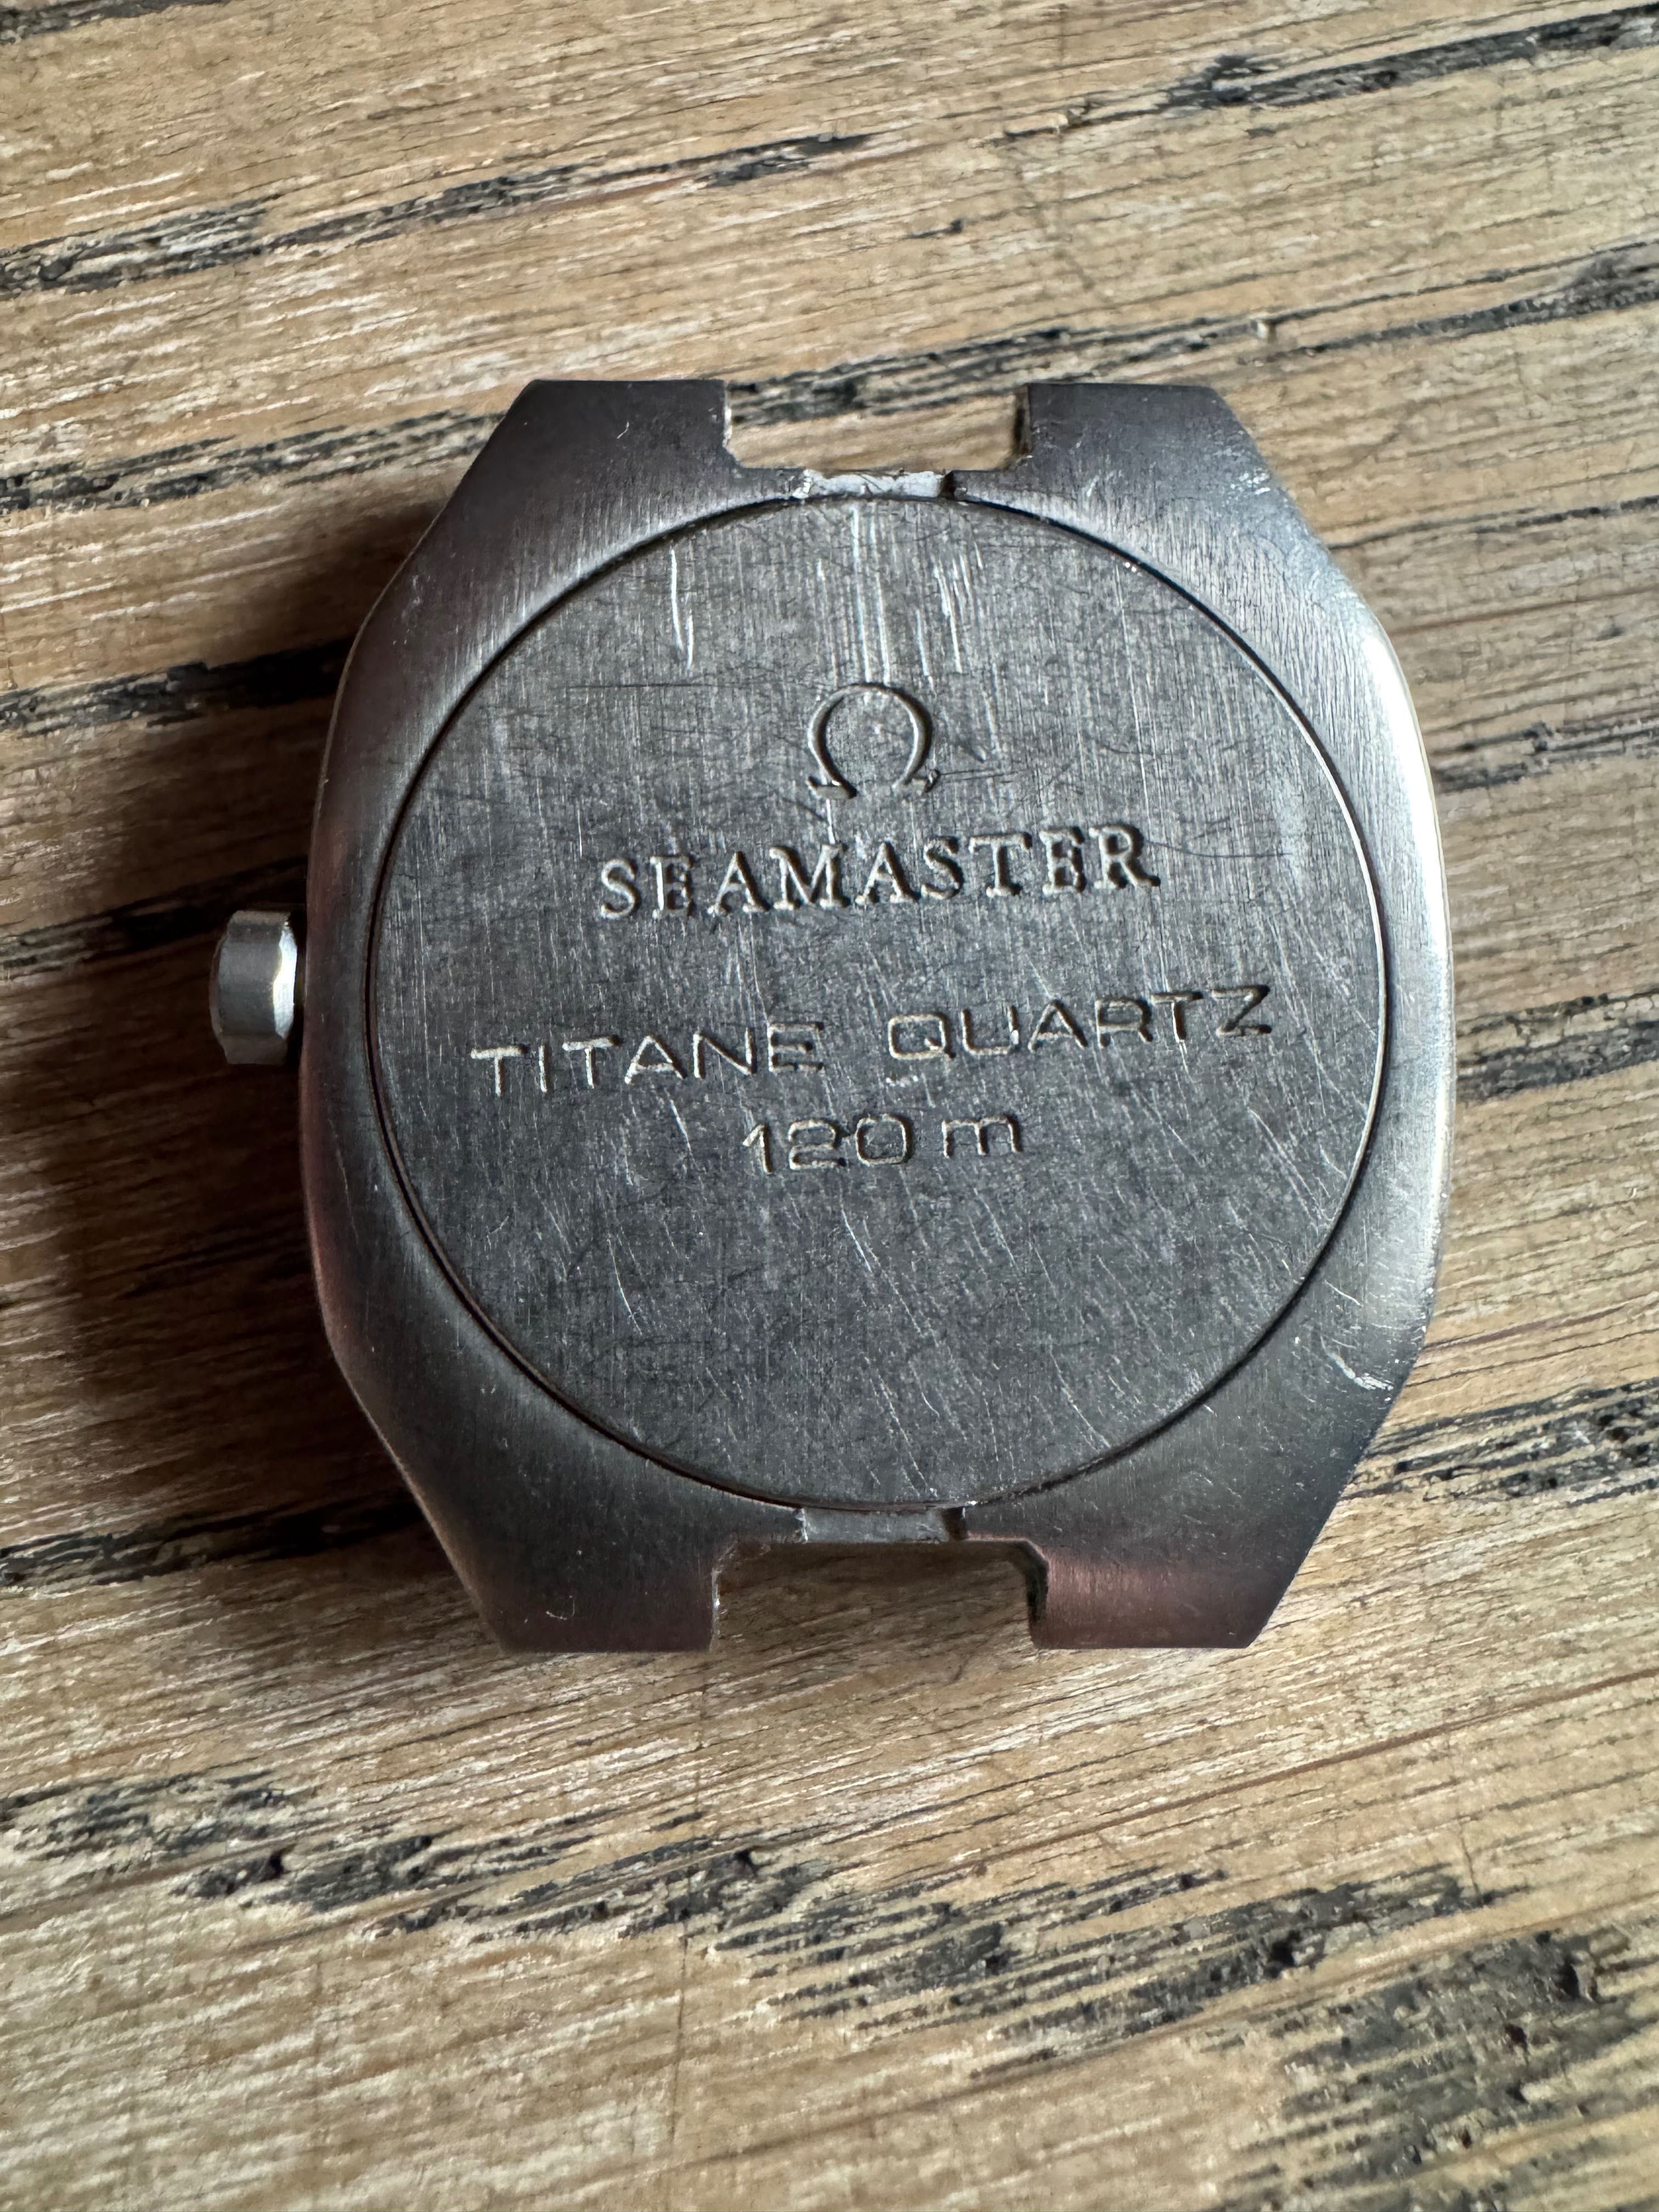 Ω
SEAMASTER
TITANE QUARTZ
120 m